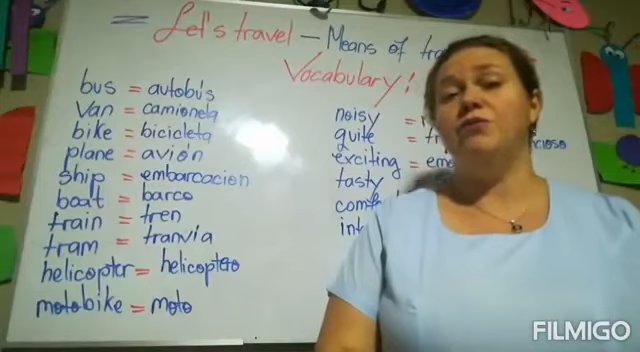 = Let's travel – Means of
Vocabulary!
bus = autobús
van = camioneta
bike = bicicleta
plane = avión
ship = embarcacion
boat = barco
train = tren
tram = tranvía
helicopter = helicoptero
motobike = moto
noisy =
quite =
exciting =
tasty
FILMIGO